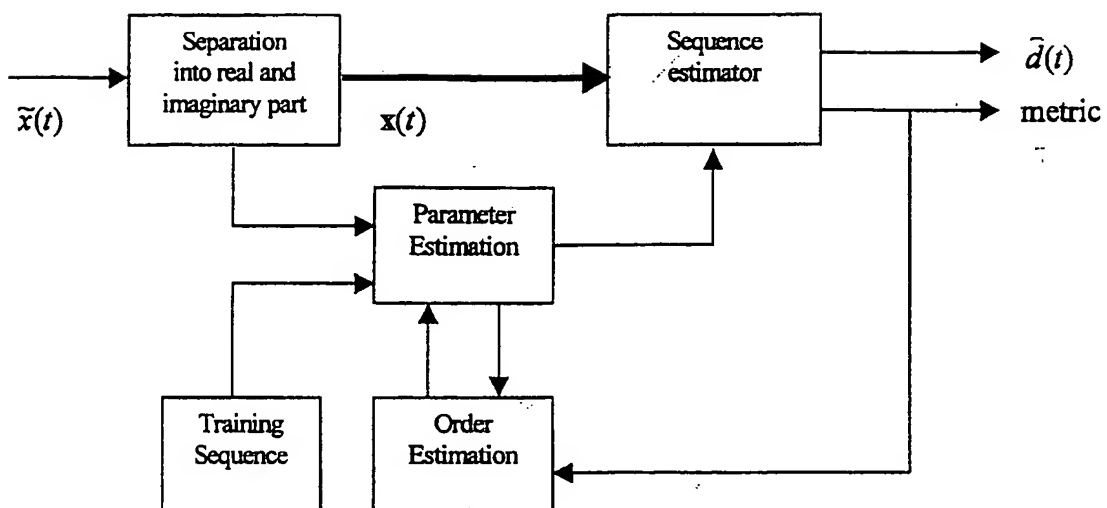 Separation
into real and
imaginary part
Sequence
estimator
d̄(t)
x̃(t)
x(t)
metric
Parameter
Estimation
Training
Sequence
Order
Estimation